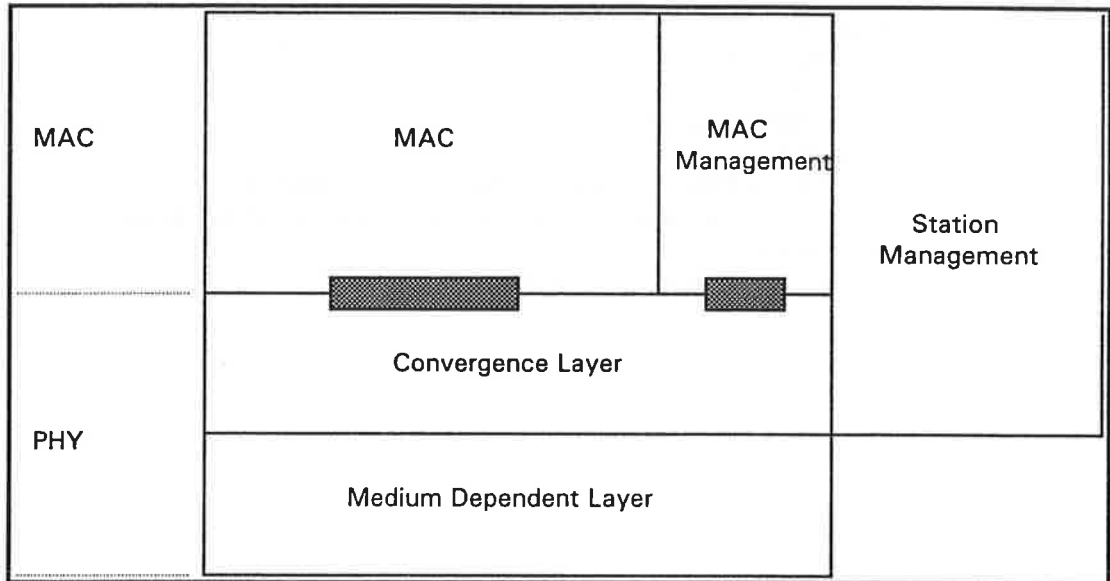 MAC
MAC
MAC
Management
Station
Management
Convergence Layer
PHY
Medium Dependent Layer